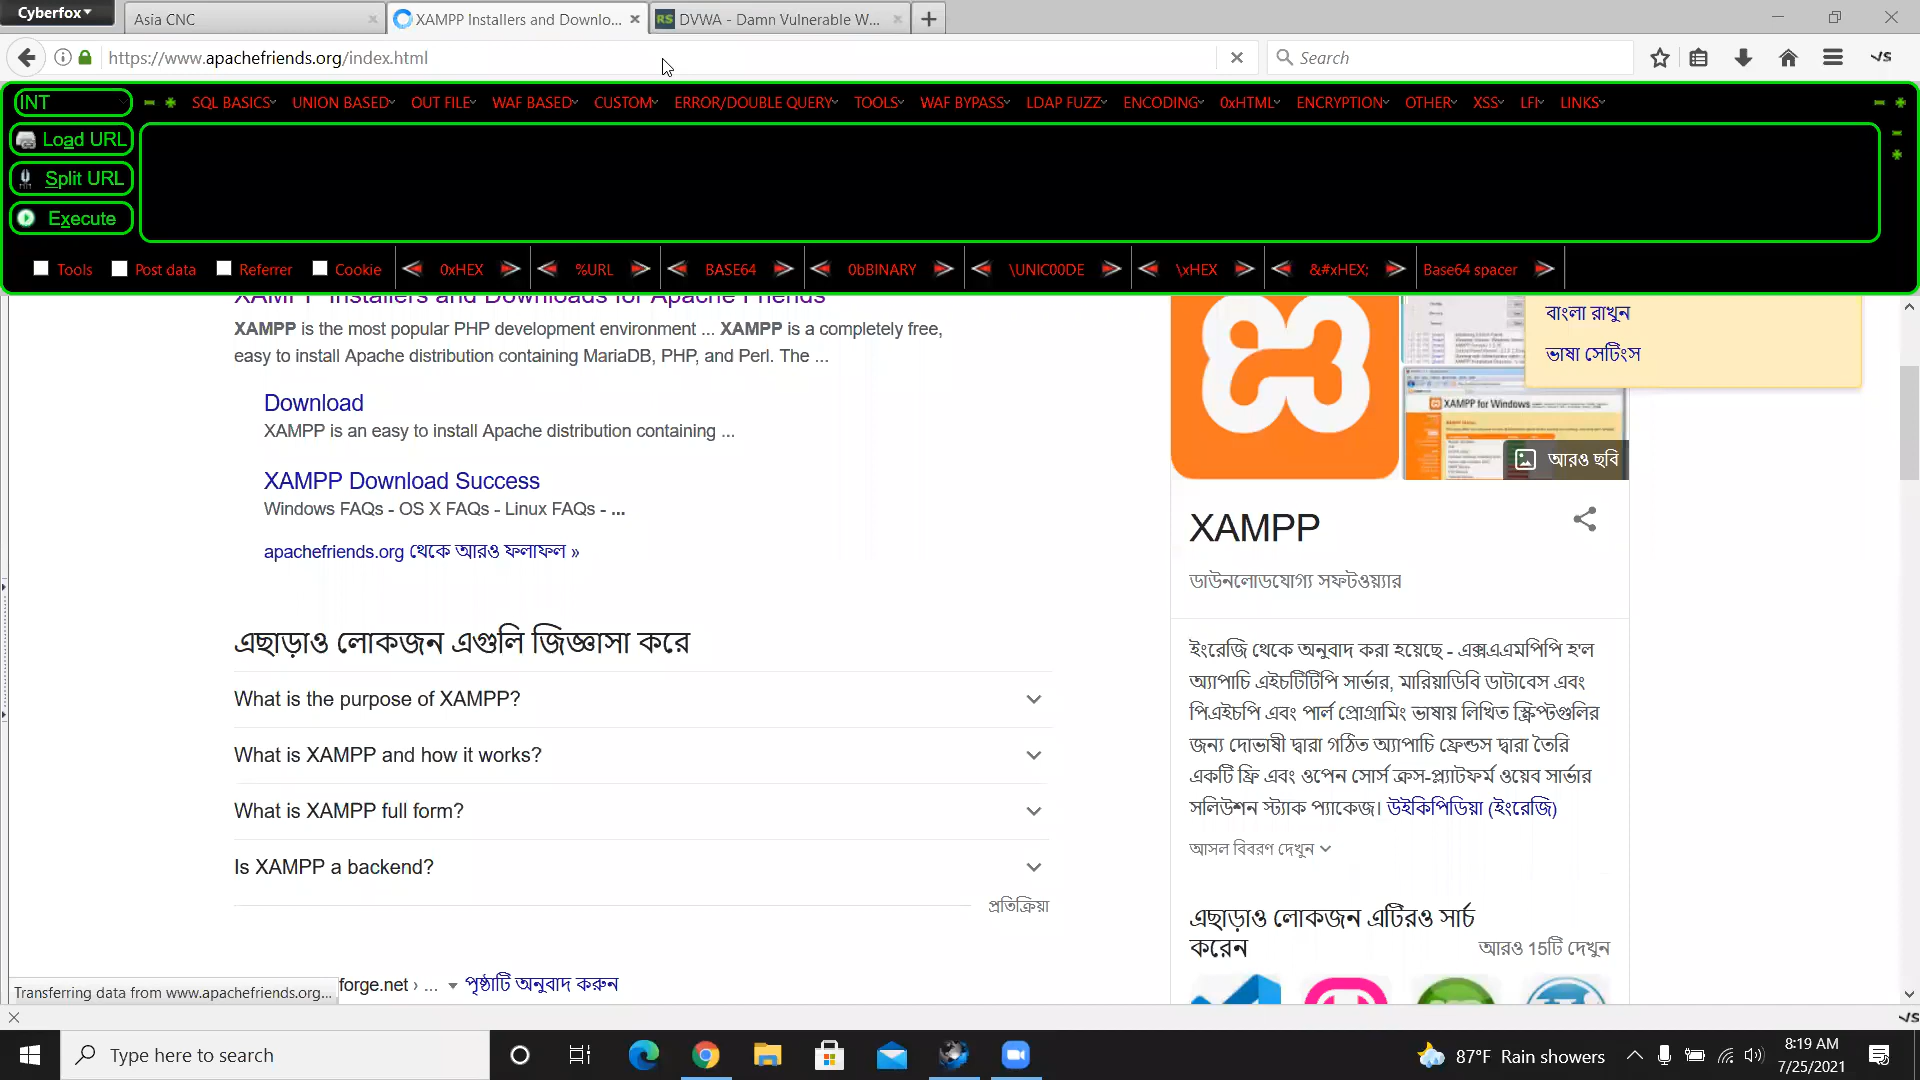 Cyberfox
Asia CNC
XAMPP Installers and Downlo...
RS DVWA - Damn Vulnerable W...
https://www.apachefriends.org/index.html
Search
INT
SQL BASICS
UNION BASED
OUT FILE
WAF BASED
CUSTOM
ERROR/DOUBLE QUERY
TOOLS
WAF BYPASS
LDAP FUZZ
ENCODING
0xHTML
ENCRYPTION
OTHER
XSS
LFI
LINKS
Load URL
Split URL
Execute
Tools
Post data
Referrer
Cookie
0xHEX
%URL
BASE64
0bBINARY
\UNIC00DE
\xHEX
&#xHEX;
Base64 spacer
XAMPP Installers and Downloads for Apache Friends
XAMPP is the most popular PHP development environment ... XAMPP is a completely free,
easy to install Apache distribution containing MariaDB, PHP, and Perl. The ...
Download
XAMPP is an easy to install Apache distribution containing ...
XAMPP Download Success
Windows FAQs - OS X FAQs - Linux FAQs - ...
apachefriends.org থেকে আরও ফলাফল »
এছাড়াও লোকজন এগুলি জিজ্ঞাসা করে
What is the purpose of XAMPP?
What is XAMPP and how it works?
What is XAMPP full form?
Is XAMPP a backend?
প্রতিক্রিয়া
forge.net › ... পৃষ্ঠাটি অনুবাদ করুন
Transferring data from www.apachefriends.org...
বাংলা রাখুন
ভাষা সেটিংস
XAMPP for Windows
আরও ছবি
XAMPP
ডাউনলোডযোগ্য সফটওয়্যার
ইংরেজি থেকে অনুবাদ করা হয়েছে - এক্সএএমপিপি হ'ল
অ্যাপাচি এইচটিটিপি সার্ভার, মারিয়াডিবি ডাটাবেস এবং
পিএইচপি এবং পার্ল প্রোগ্রামিং ভাষায় লিখিত স্ক্রিপ্টগুলির
জন্য দোভাষী দ্বারা গঠিত অ্যাপাচি ফ্রেন্ডস দ্বারা তৈরি
একটি ফ্রি এবং ওপেন সোর্স ক্রস-প্ল্যাটফর্ম ওয়েব সার্ভার
সলিউশন স্ট্যাক প্যাকেজ। উইকিপিডিয়া (ইংরেজি)
আসল বিবরণ দেখুন
এছাড়াও লোকজন এটিরও সার্চ
করেন
আরও 15টি দেখুন
Type here to search
87°F Rain showers
8:19 AM
7/25/2021